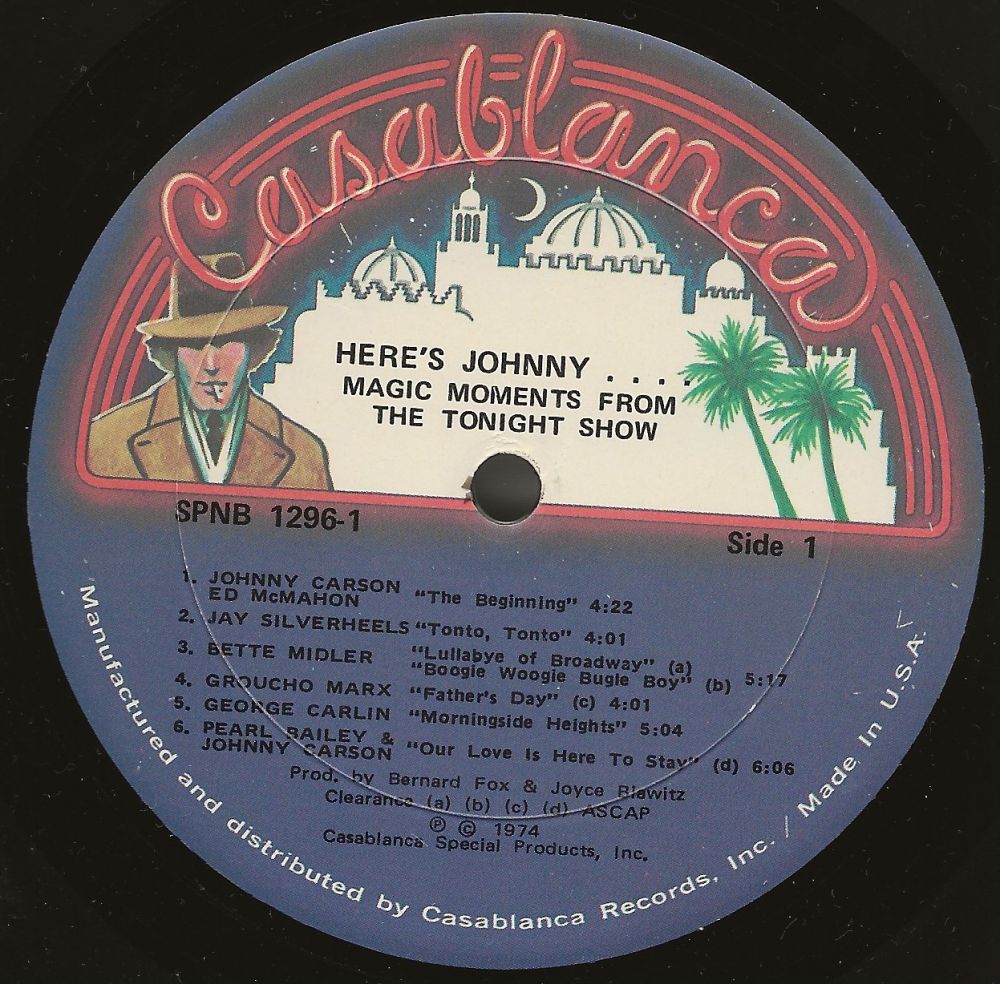 Casablanca
HERE'S JOHNNY . . . .
MAGIC MOMENTS FROM
THE TONIGHT SHOW
SPNB 1296-1
Side 1
1. JOHNNY CARSON
ED McMAHON "The Beginning" 4:22
2. JAY SILVERHEELS "Tonto, Tonto" 4:01
3. BETTE MIDLER "Lullabye of Broadway" (a)
"Boogie Woogie Bugle Boy" (b) 5:17
4. GROUCHO MARX "Father's Day" (c) 4:01
5. GEORGE CARLIN "Morningside Heights" 5:04
6. PEARL BAILEY &
JOHNNY CARSON "Our Love Is Here To Stay" (d) 6:06
Prod. by Bernard Fox & Joyce Biawitz
Clearance (a) (b) (c) (d) ASCAP
℗ © 1974
Casablanca Special Products, Inc.
Manufactured and distributed by Casablanca Records, Inc. / Made In U.S.A.